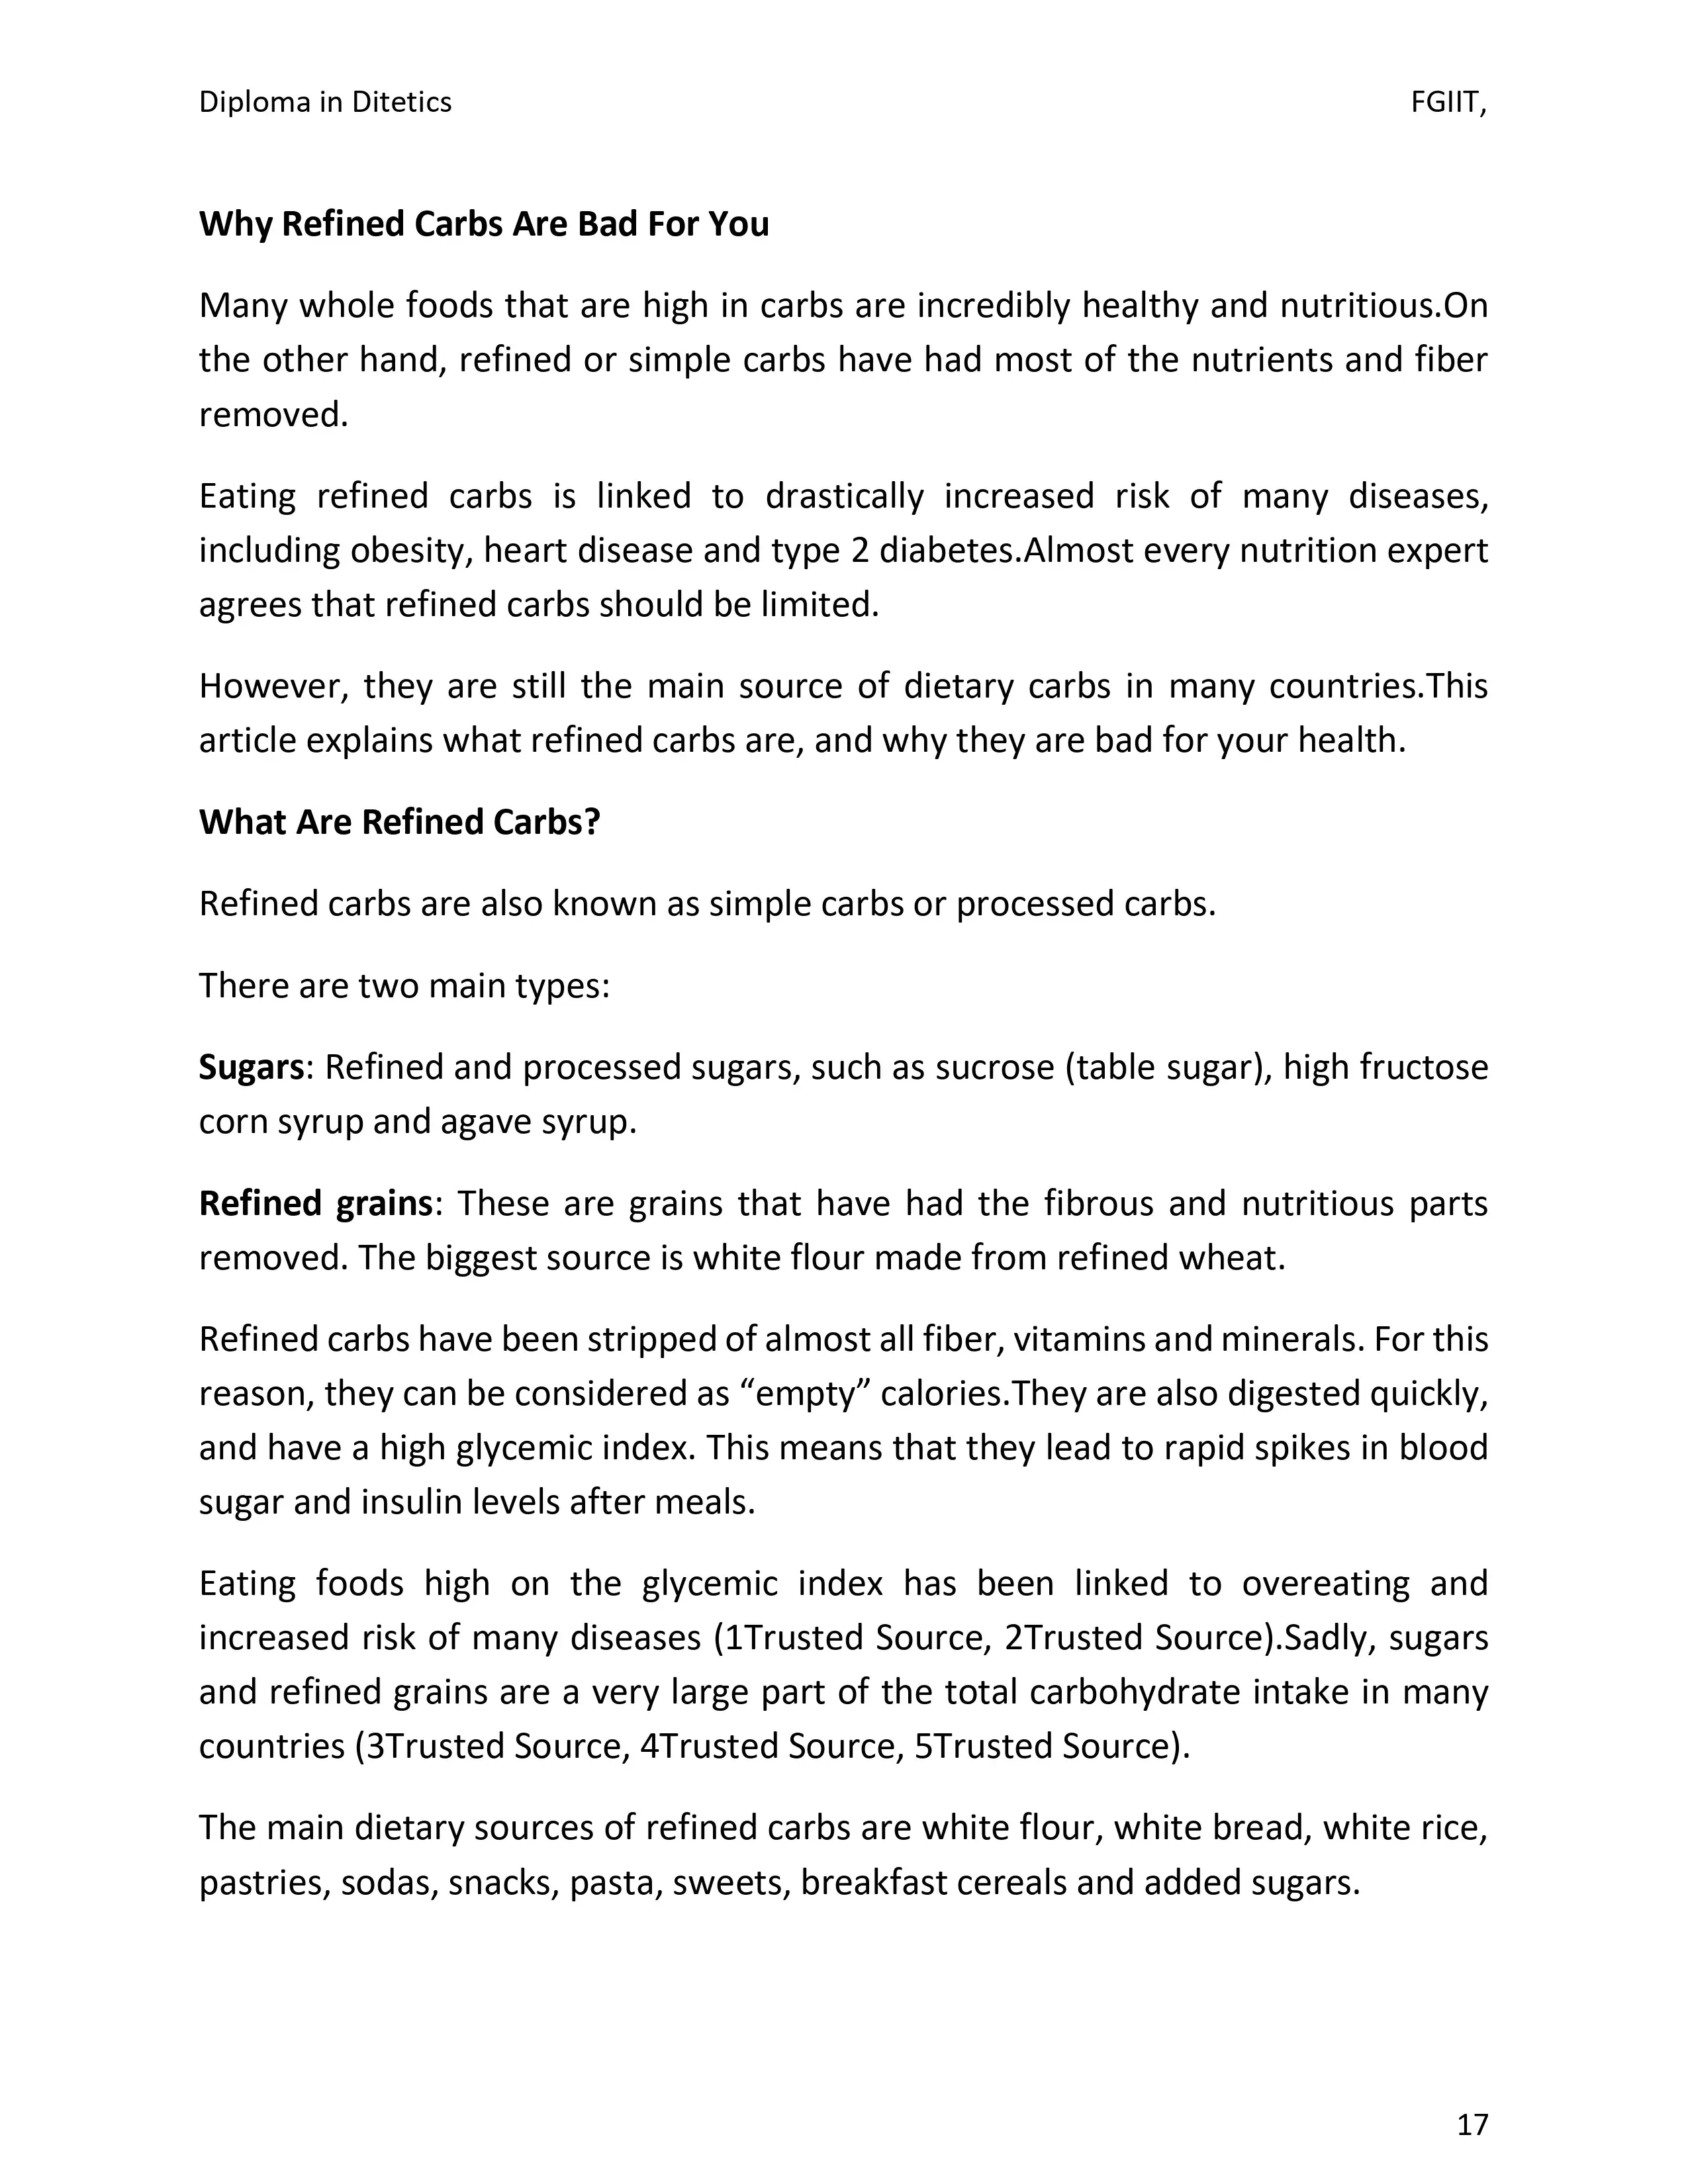 Diploma in Ditetics FGIIT,
Why Refined Carbs Are Bad For You
Many whole foods that are high in carbs are incredibly healthy and nutritious.On
the other hand, refined or simple carbs have had most of the nutrients and fiber
removed.
Eating refined carbs is linked to drastically increased risk of many diseases,
including obesity, heart disease and type 2 diabetes.Almost every nutrition expert
agrees that refined carbs should be limited.
However, they are still the main source of dietary carbs in many countries.This
article explains what refined carbs are, and why they are bad for your health.
What Are Refined Carbs?
Refined carbs are also known as simple carbs or processed carbs.
There are two main types:
Sugars: Refined and processed sugars, such as sucrose (table sugar), high fructose
corn syrup and agave syrup.
Refined grains: These are grains that have had the fibrous and nutritious parts
removed. The biggest source is white flour made from refined wheat.
Refined carbs have been stripped of almost all fiber, vitamins and minerals. For this
reason, they can be considered as “empty” calories.They are also digested quickly,
and have a high glycemic index. This means that they lead to rapid spikes in blood
sugar and insulin levels after meals.
Eating foods high on the glycemic index has been linked to overeating and
increased risk of many diseases (1Trusted Source, 2Trusted Source).Sadly, sugars
and refined grains are a very large part of the total carbohydrate intake in many
countries (3Trusted Source, 4Trusted Source, 5Trusted Source).
The main dietary sources of refined carbs are white flour, white bread, white rice,
pastries, sodas, snacks, pasta, sweets, breakfast cereals and added sugars.
17